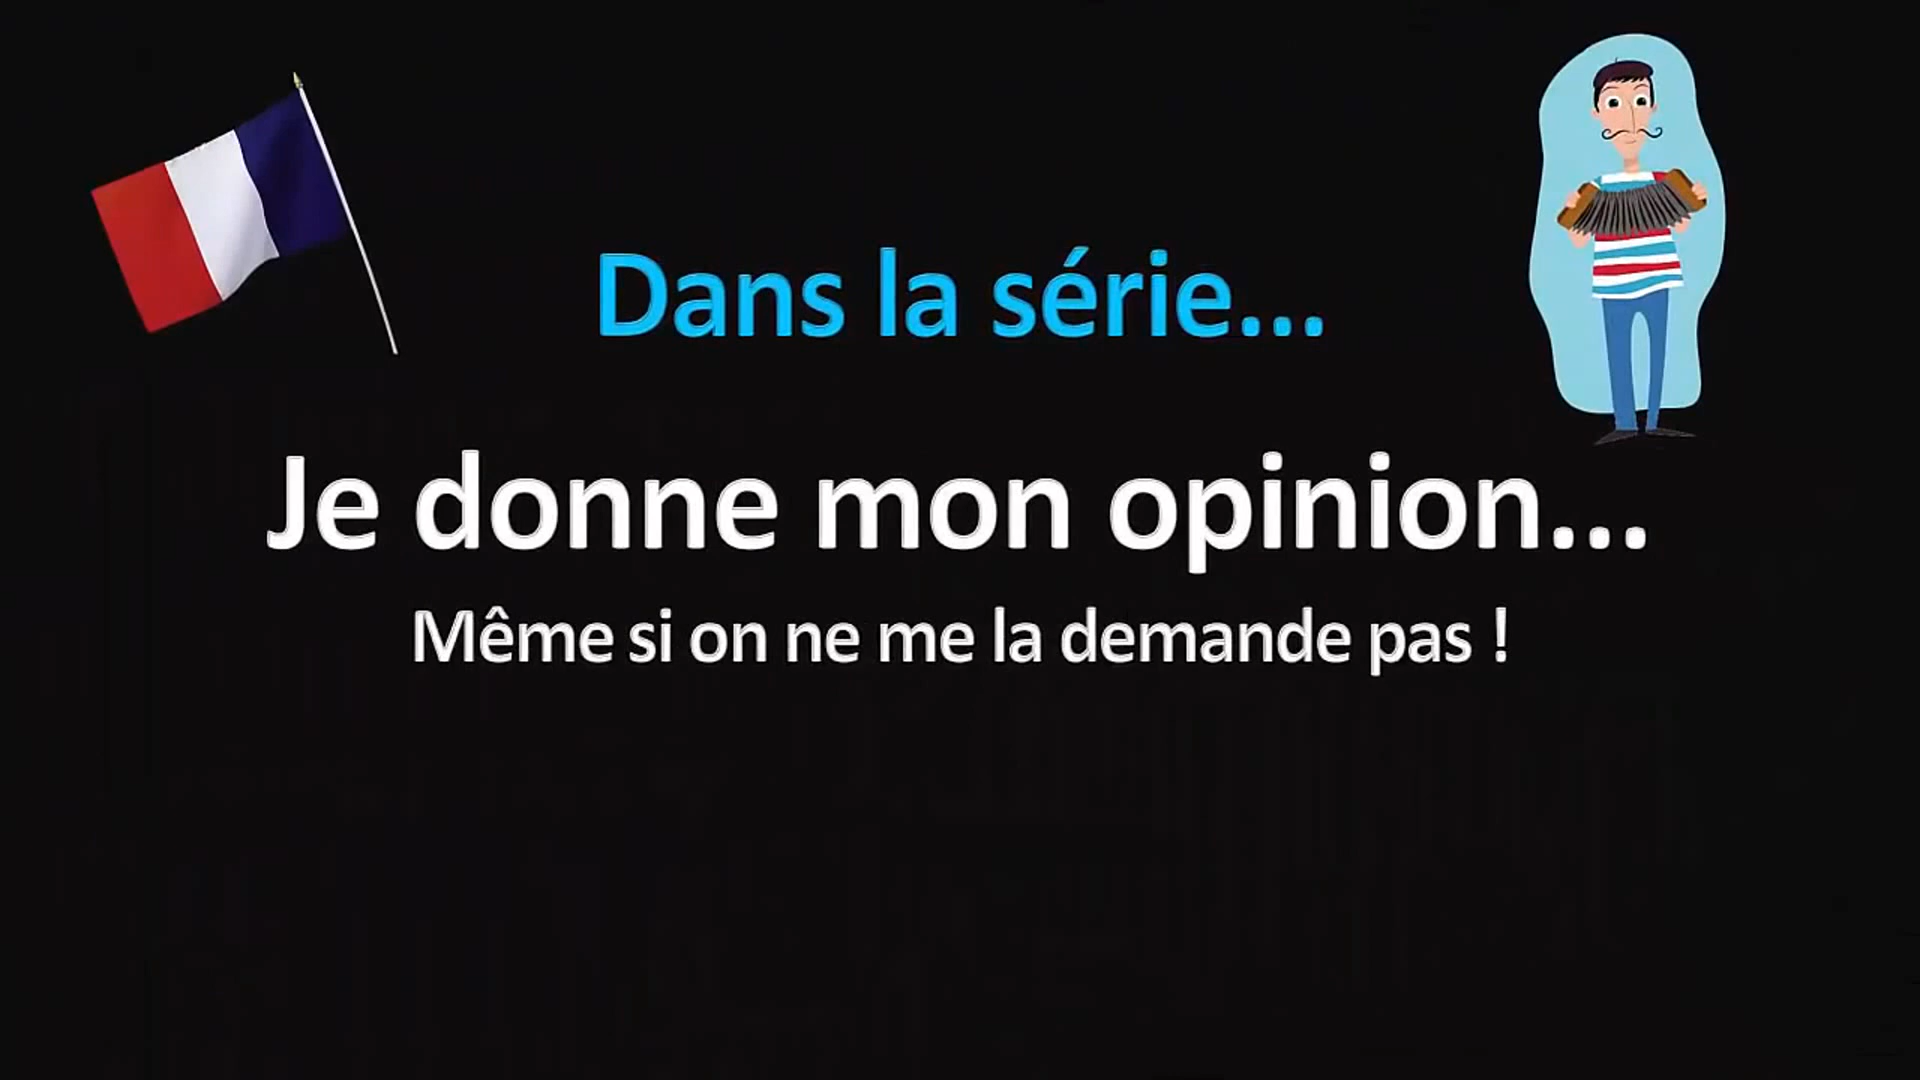 Dans la série...
Je donne mon opinion...
Même si on ne me la demande pas !